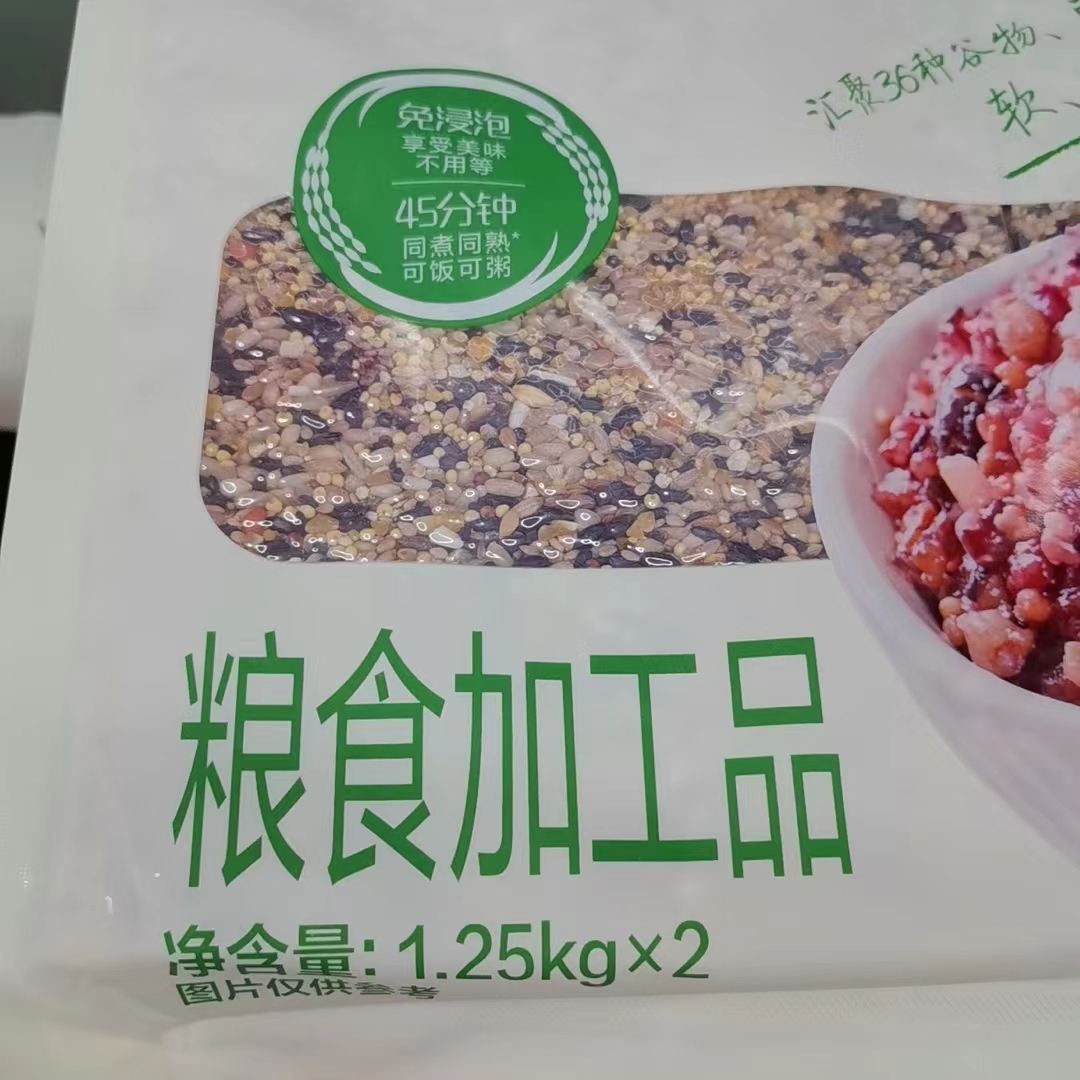 汇聚36种谷物、
软、
免浸泡
享受美味
不用等
45分钟
同煮同熟*
可饭可粥
粮食加工品
净含量: 1.25kg×2
图片仅供参考